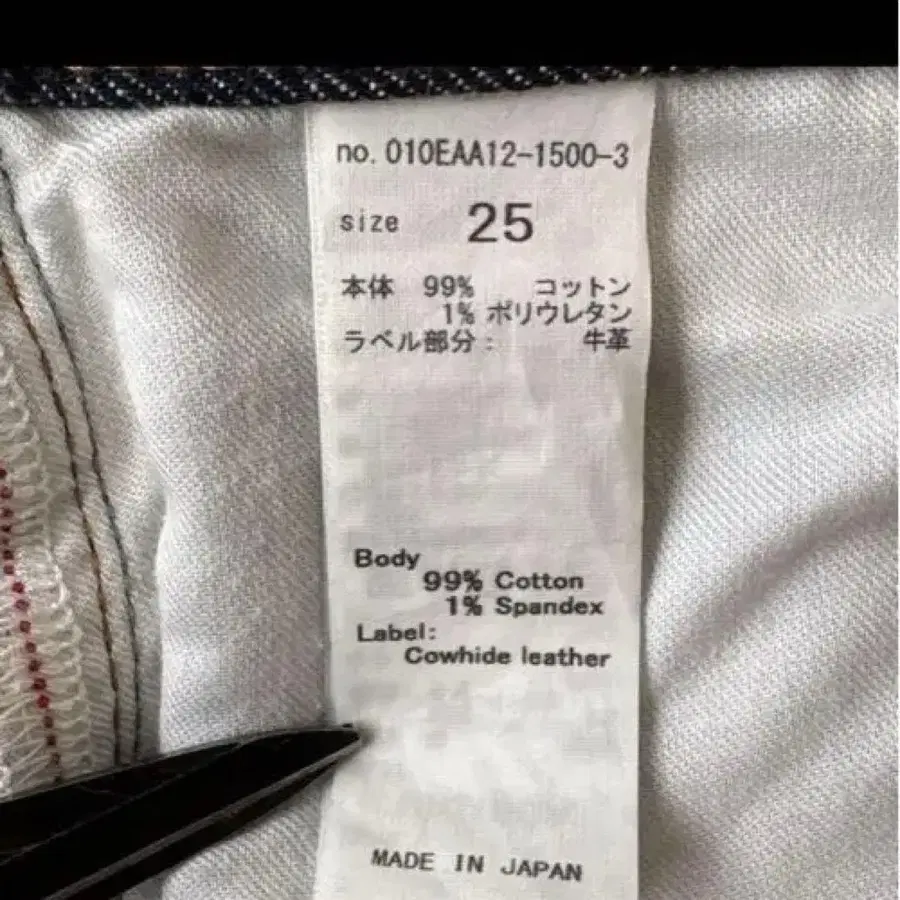 no. 010EAA12-1500-3
size 25
本体 99% コットン
1% ポリウレタン
ラベル部分: 牛革
Body
99% Cotton
1% Spandex
Label:
Cowhide leather
MADE IN JAPAN